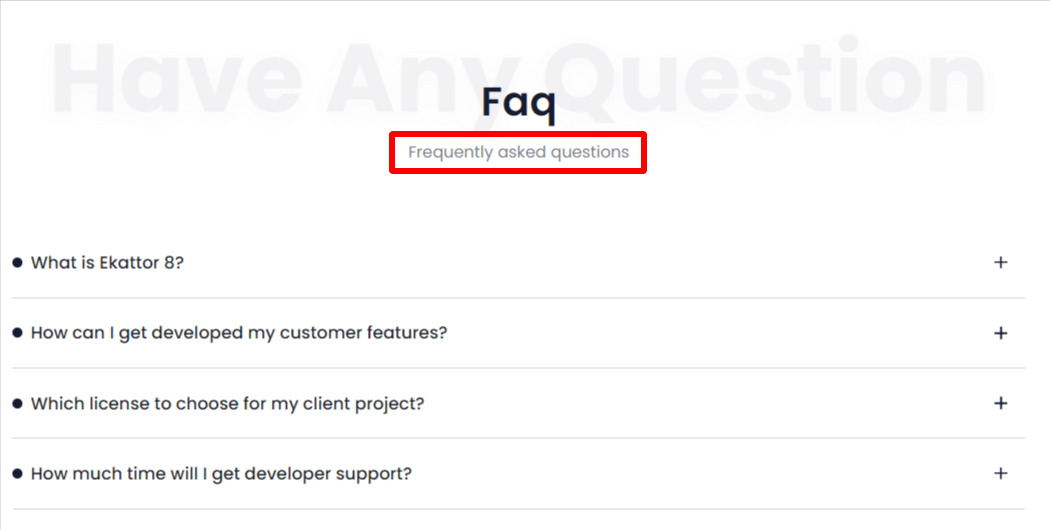 Have Any Question
Faq
Frequently asked questions
What is Ekattor 8?
How can I get developed my customer features?
Which license to choose for my client project?
How much time will I get developer support?